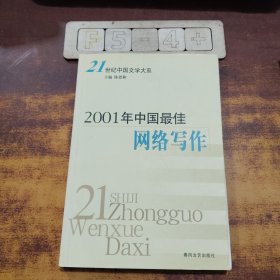 F5-4+
21世纪中国文学大系
主编 陈思和
2001年中国最佳
网络写作
21 SHIJI
Zhongguo
Wenxue
Daxi
春风文艺出版社